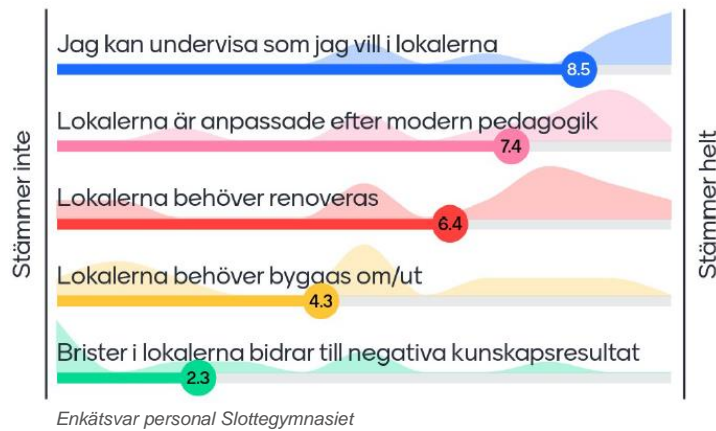 Stämmer inte
Jag kan undervisa som jag vill i lokalerna
8.5
Lokalerna är anpassade efter modern pedagogik
7.4
Lokalerna behöver renoveras
6.4
Lokalerna behöver byggas om/ut
4.3
Brister i lokalerna bidrar till negativa kunskapsresultat
2.3
Stämmer helt
Enkätsvar personal Slottegymnasiet